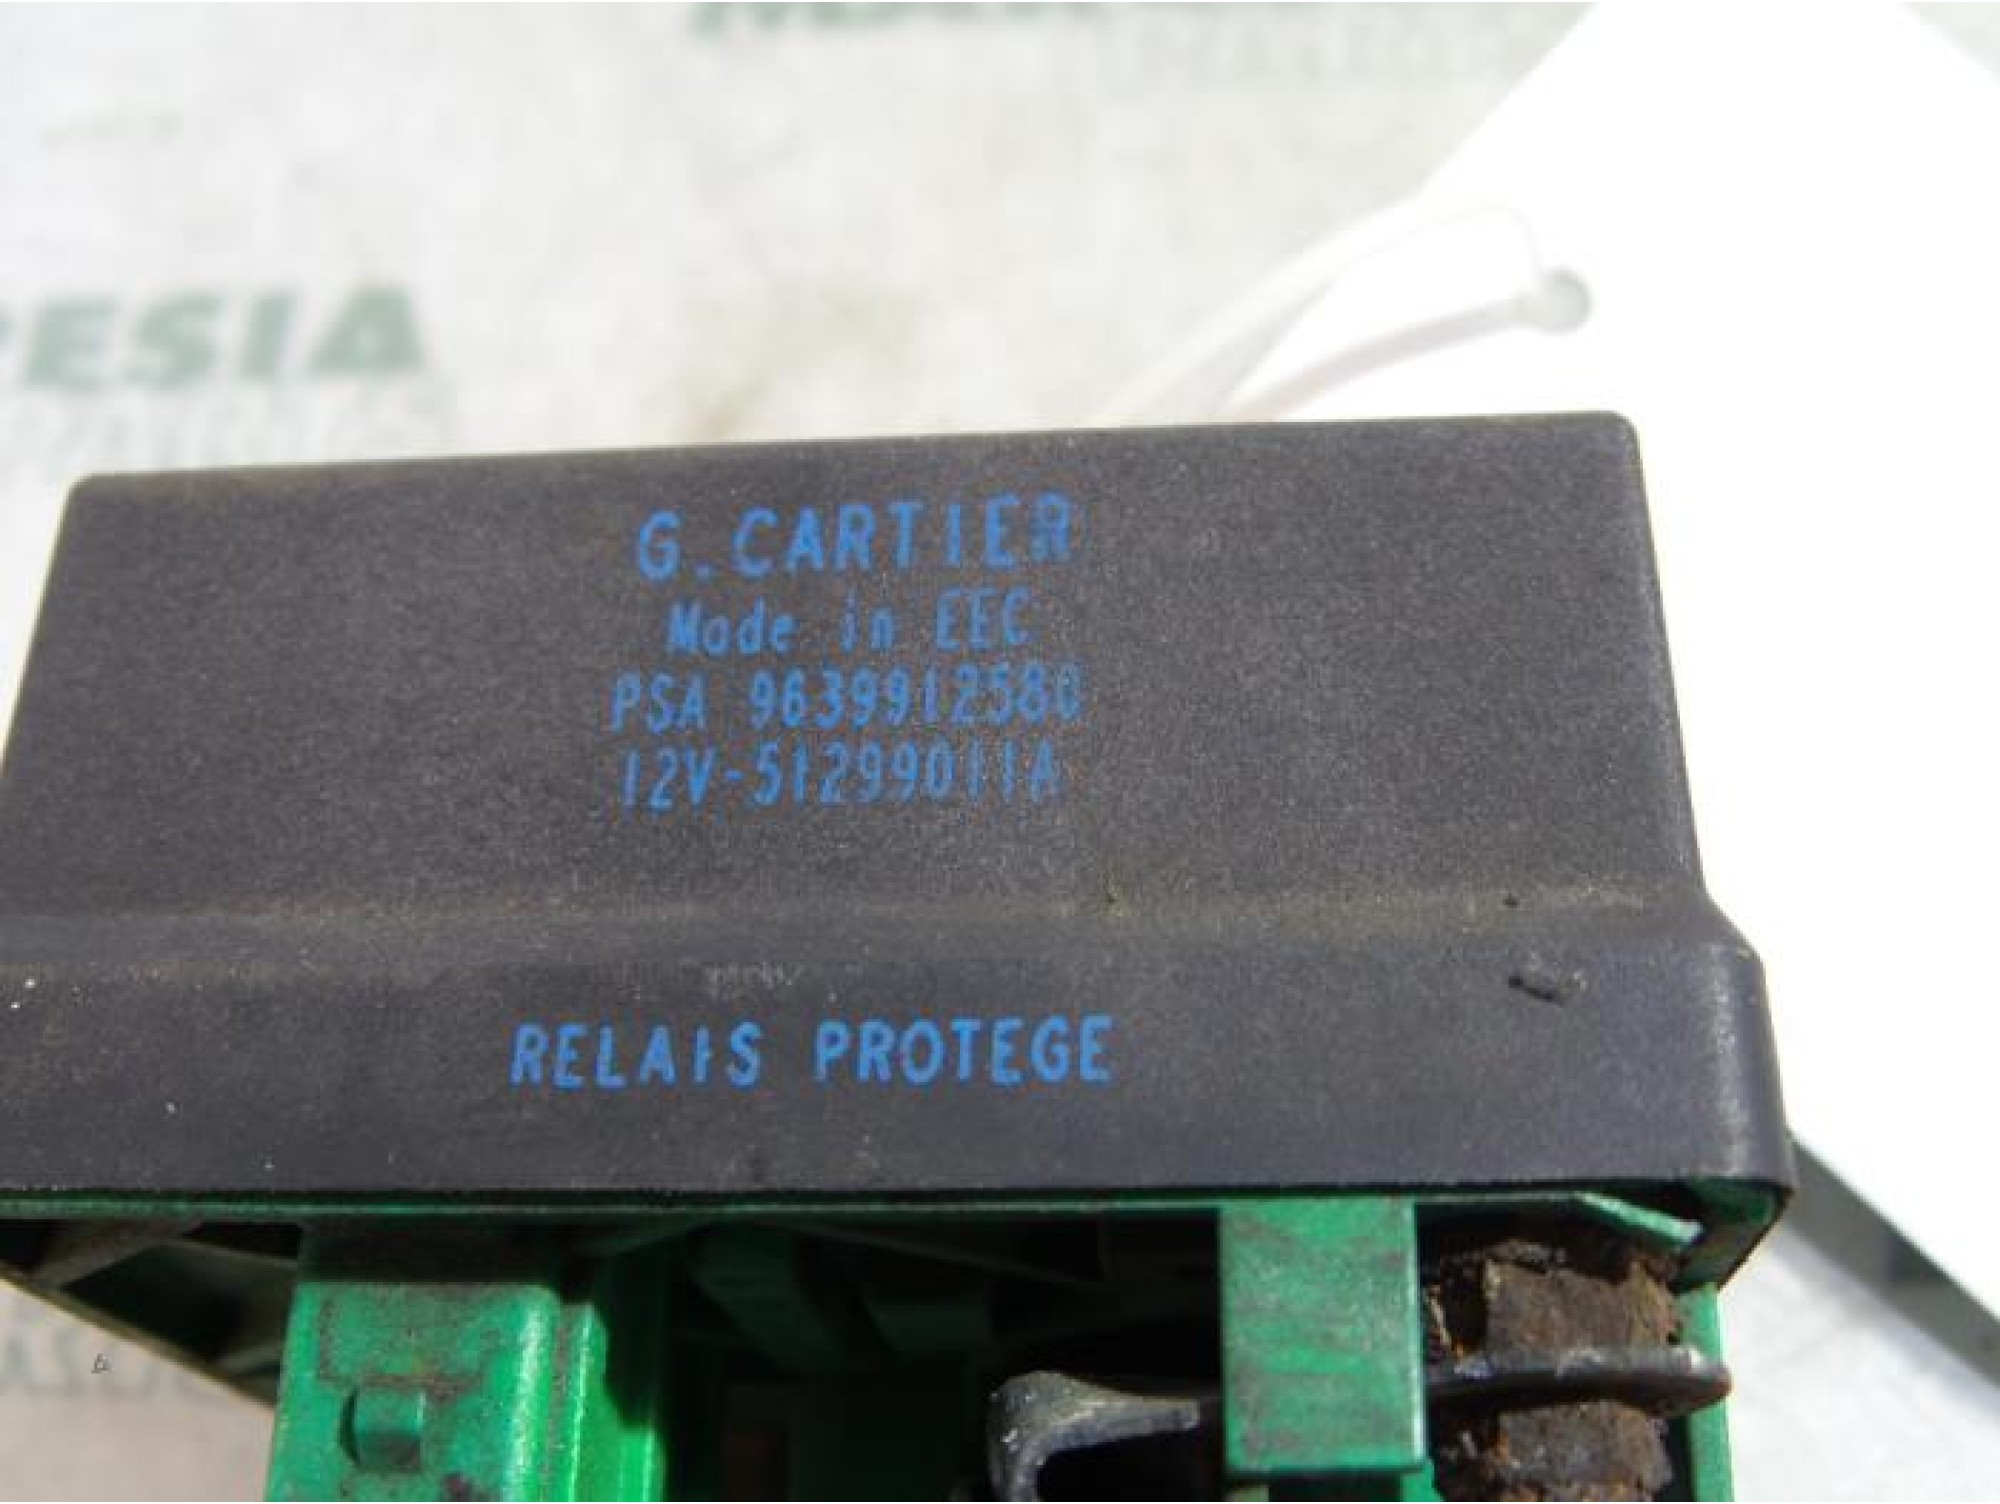 G.CARTIER
Made in EEC
PSA 9639912580
12V-51299011A
RELAIS PROTEGE